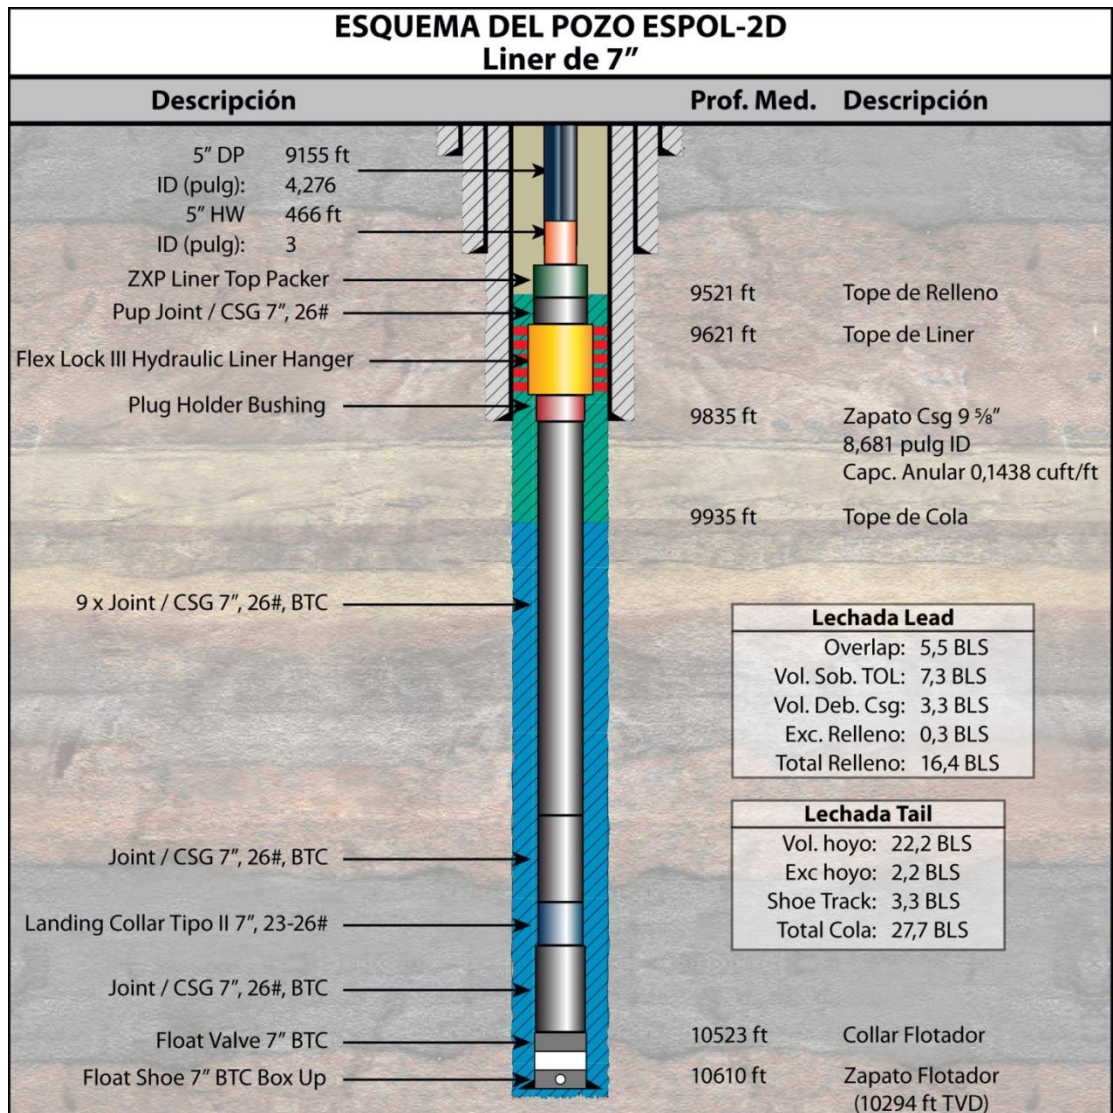 ESQUEMA DEL POZO ESPOL-2D
Liner de 7”
Descripción
Prof. Med.
Descripción
5” DP 9155 ft
ID (pulg): 4,276
5” HW 466 ft
ID (pulg): 3
ZXP Liner Top Packer
Pup Joint / CSG 7”, 26#
Flex Lock III Hydraulic Liner Hanger
Plug Holder Bushing
9 x Joint / CSG 7”, 26#, BTC
Joint / CSG 7”, 26#, BTC
Landing Collar Tipo II 7”, 23-26#
Joint / CSG 7”, 26#, BTC
Float Valve 7” BTC
Float Shoe 7” BTC Box Up
9521 ft Tope de Relleno
9621 ft Tope de Liner
9835 ft Zapato Csg 9 ⅝”
8,681 pulg ID
Capc. Anular 0,1438 cuft/ft
9935 ft Tope de Cola
Lechada Lead
Overlap: 5,5 BLS
Vol. Sob. TOL: 7,3 BLS
Vol. Deb. Csg: 3,3 BLS
Exc. Relleno: 0,3 BLS
Total Relleno: 16,4 BLS
Lechada Tail
Vol. hoyo: 22,2 BLS
Exc hoyo: 2,2 BLS
Shoe Track: 3,3 BLS
Total Cola: 27,7 BLS
10523 ft Collar Flotador
10610 ft Zapato Flotador
(10294 ft TVD)